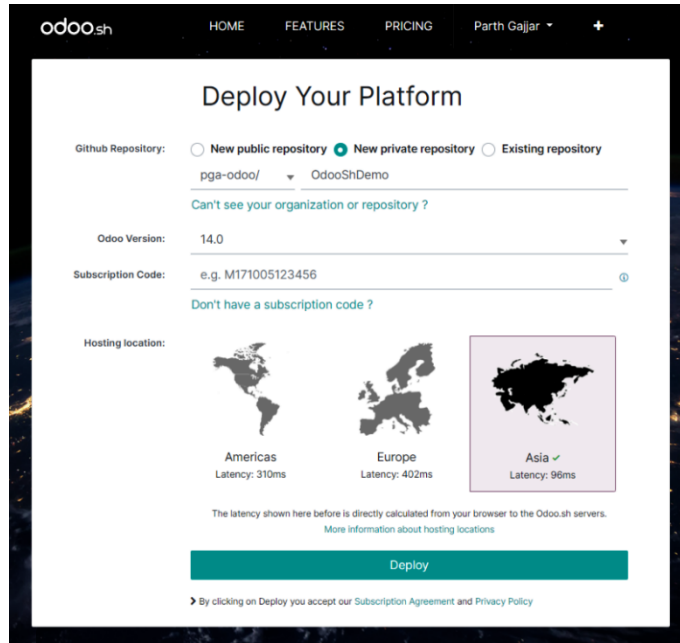 odoo.sh HOME FEATURES PRICING Parth Gajjar +
Deploy Your Platform
Github Repository: New public repository New private repository Existing repository
pga-odoo/ OdooShDemo
Can't see your organization or repository ?
Odoo Version: 14.0
Subscription Code: e.g. M171005123456
Don't have a subscription code ?
Hosting location:
Americas Europe Asia
Latency: 310ms Latency: 402ms Latency: 96ms
The latency shown here before is directly calculated from your browser to the Odoo.sh servers.
More information about hosting locations
Deploy
By clicking on Deploy you accept our Subscription Agreement and Privacy Policy